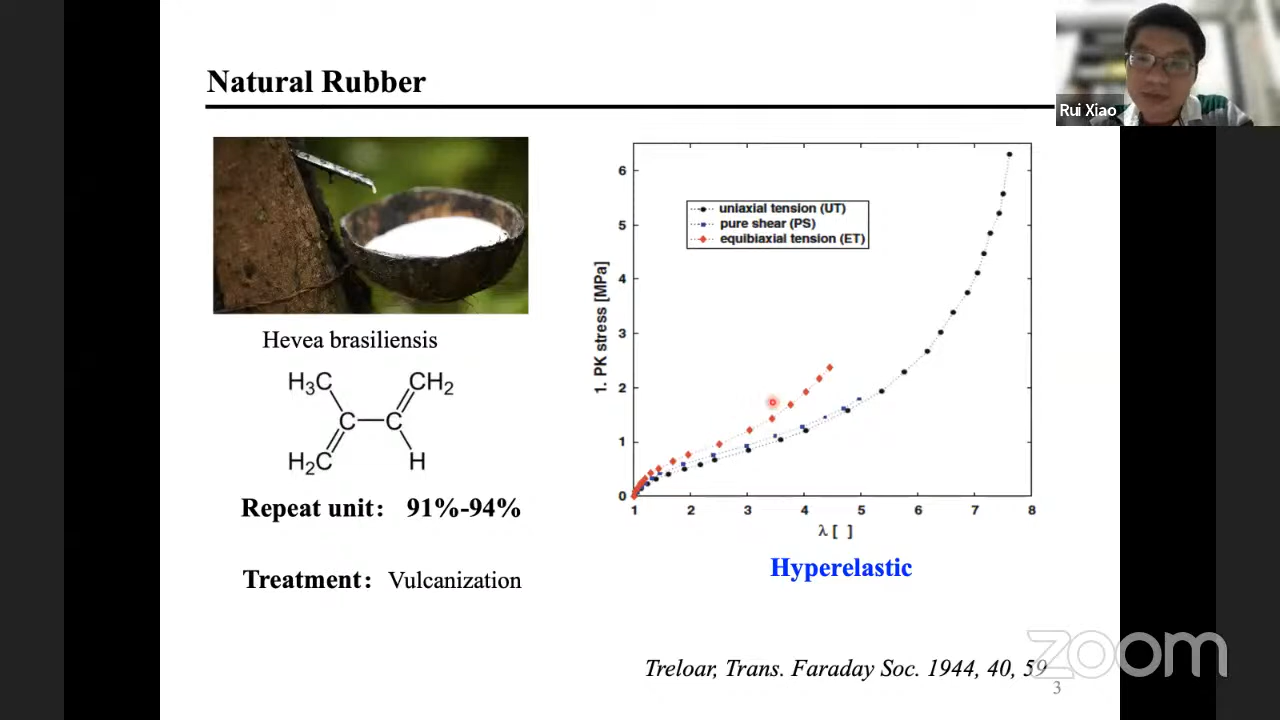 Natural Rubber
Rui Xiao
Hevea brasiliensis
H₃C
CH₂
C
C
H₂C
H
Repeat unit： 91%-94%
Treatment： Vulcanization
uniaxial tension (UT)
pure shear (PS)
equibiaxial tension (ET)
1. PK stress [MPa]
6
5
4
3
2
1
0
1 2 3 4 5 6 7 8
λ [ ]
Hyperelastic
Treloar, Trans. Faraday Soc. 1944, 40, 59
zoom
3